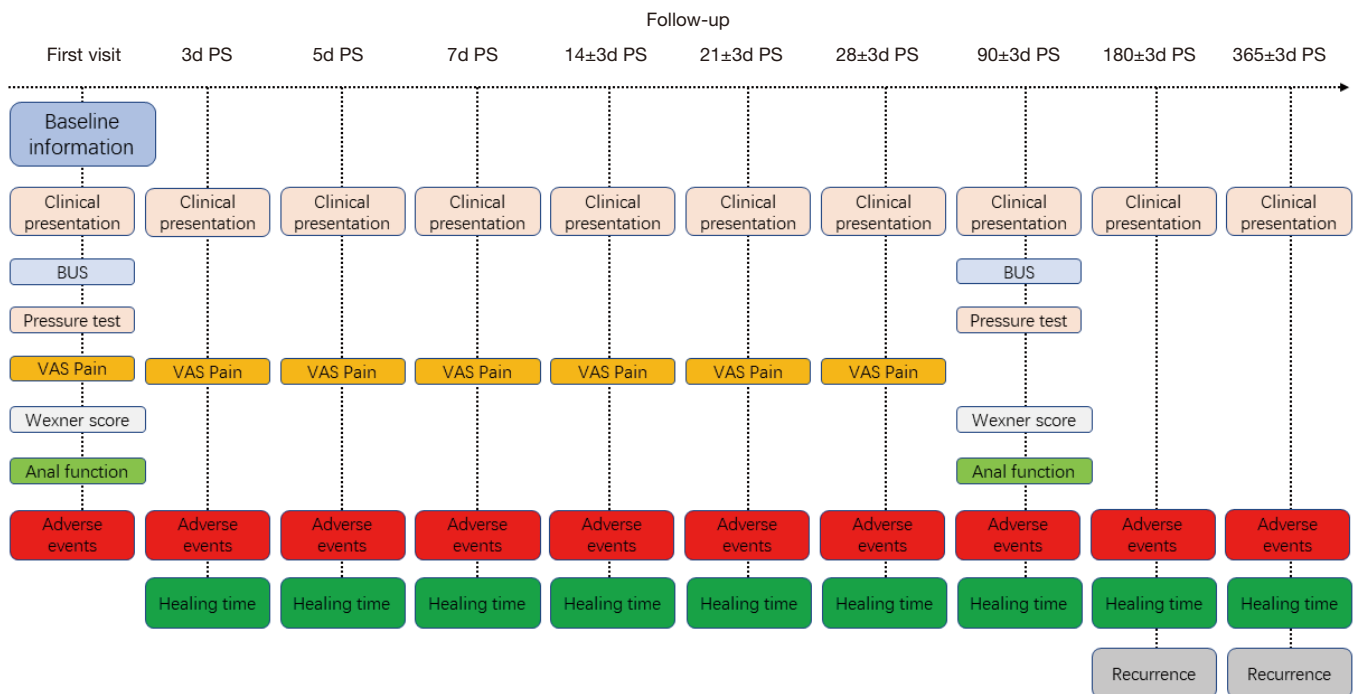 Follow-up
First visit 3d PS 5d PS 7d PS 14±3d PS 21±3d PS 28±3d PS 90±3d PS 180±3d PS 365±3d PS
Baseline
information
Clinical Clinical Clinical Clinical Clinical Clinical Clinical Clinical Clinical Clinical
presentation presentation presentation presentation presentation presentation presentation presentation presentation presentation
BUS BUS
Pressure test Pressure test
VAS Pain VAS Pain VAS Pain VAS Pain VAS Pain VAS Pain VAS Pain
Wexner score Wexner score
Anal function Anal function
Adverse Adverse Adverse Adverse Adverse Adverse Adverse Adverse Adverse Adverse
events events events events events events events events events events
Healing time Healing time Healing time Healing time Healing time Healing time Healing time Healing time Healing time
Recurrence Recurrence